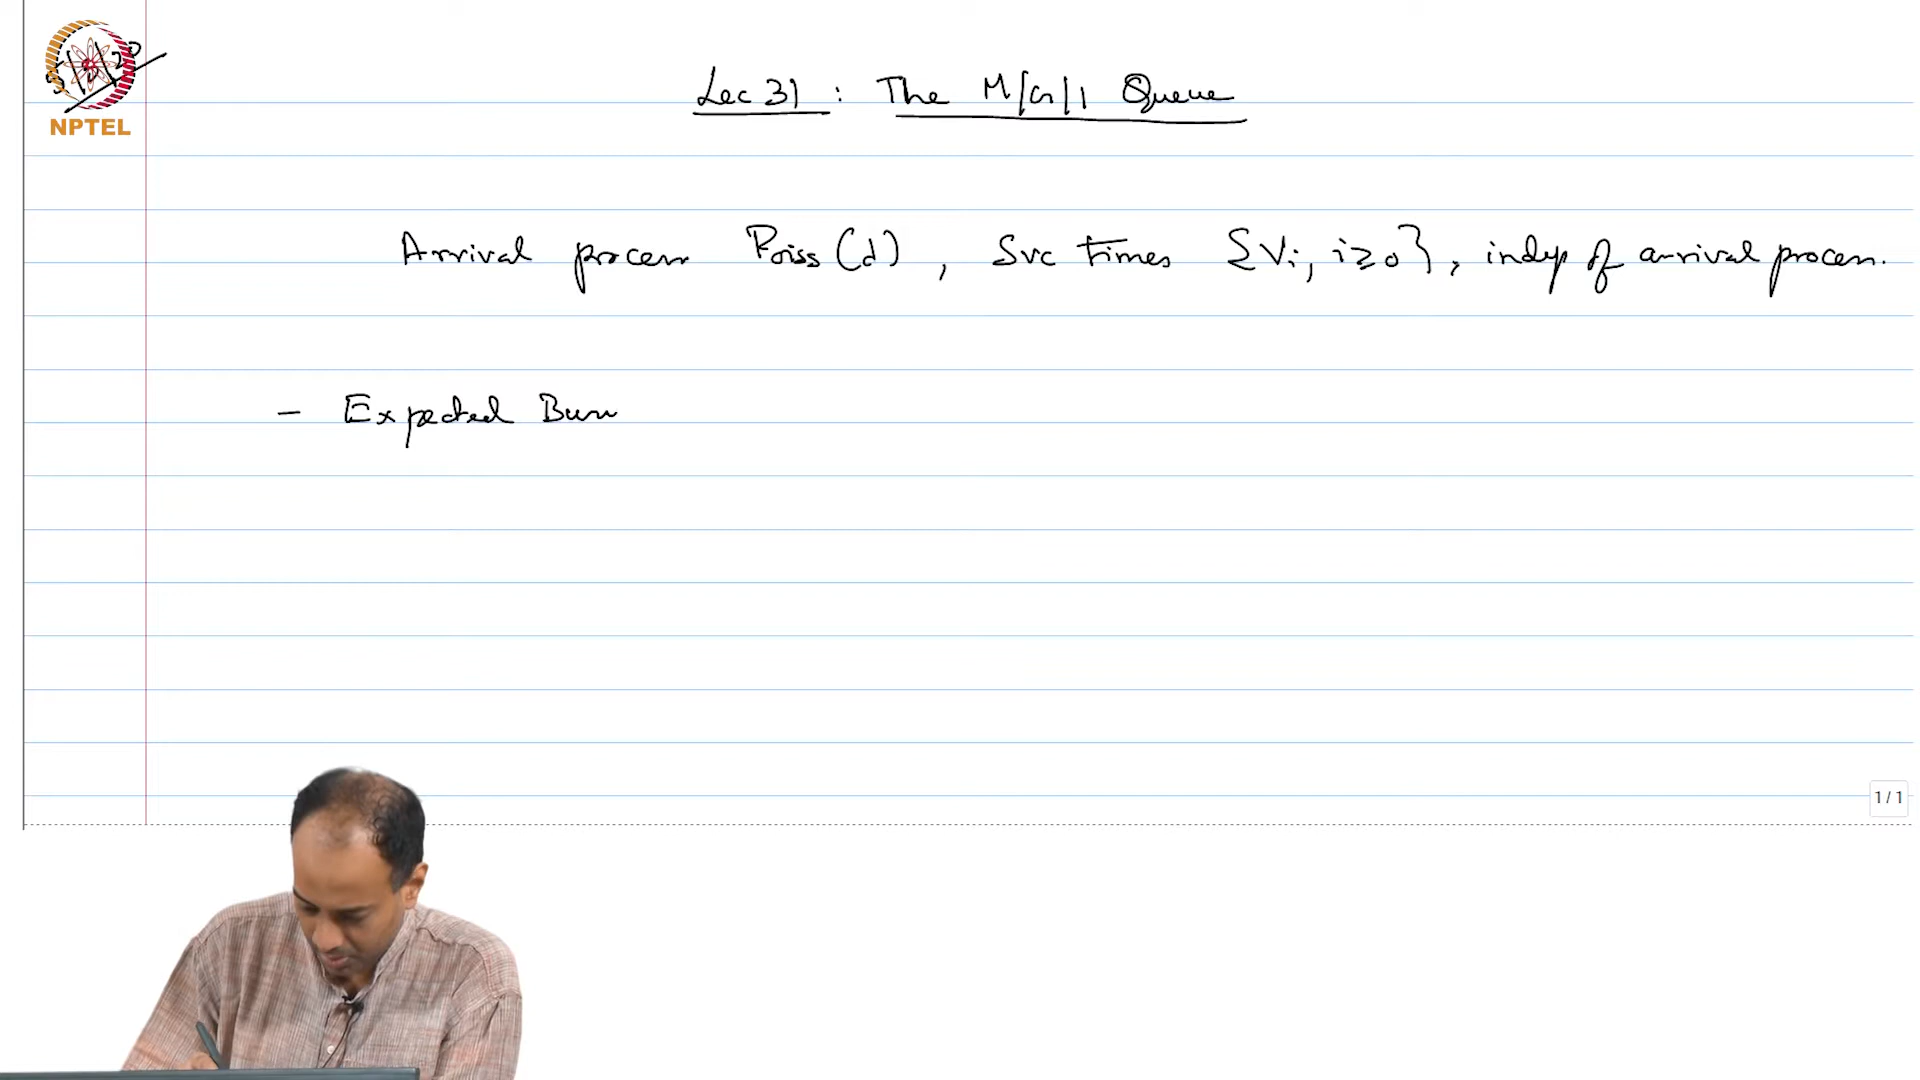 NPTEL
Lec 31 : The M/G/1 Queue
Arrival process Poiss(λ), Svc times {Vi, i≥0}, indep of arrival process.
- Expected Busy
1 / 1